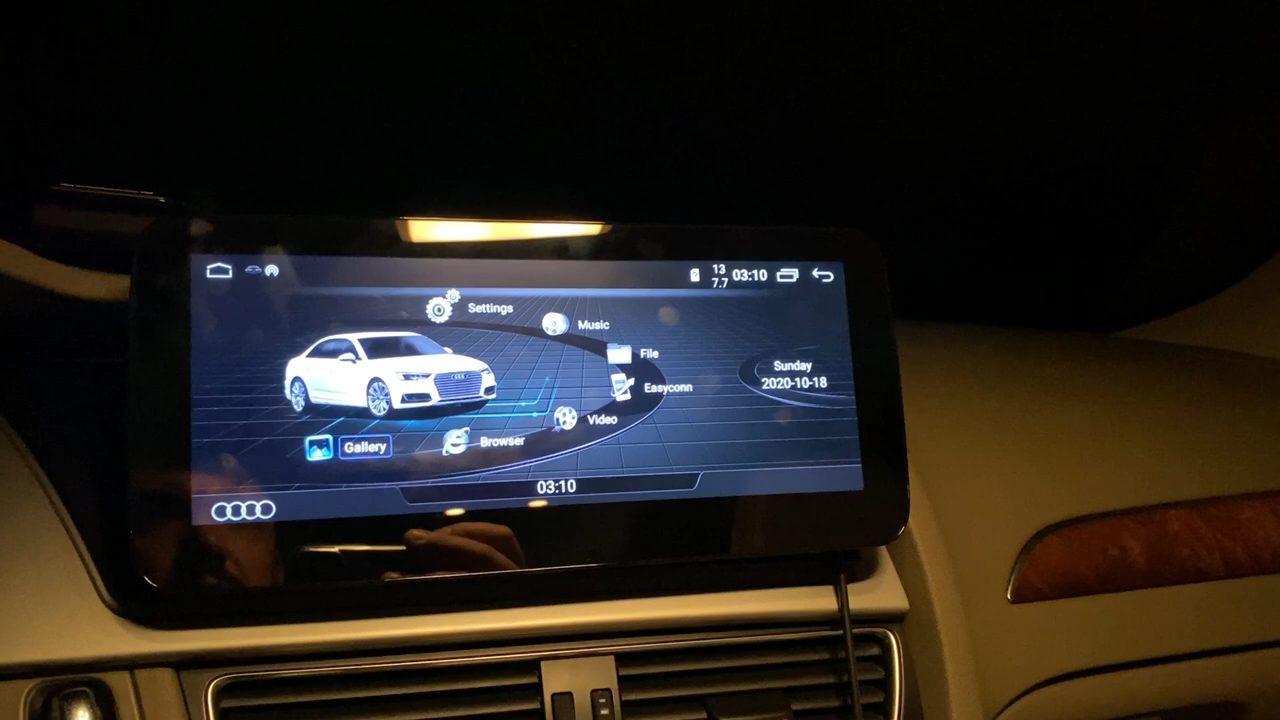 13
7.7
03:10
Settings
Music
File
Easyconn
Video
Browser
Gallery
Sunday
2020-10-18
03:10